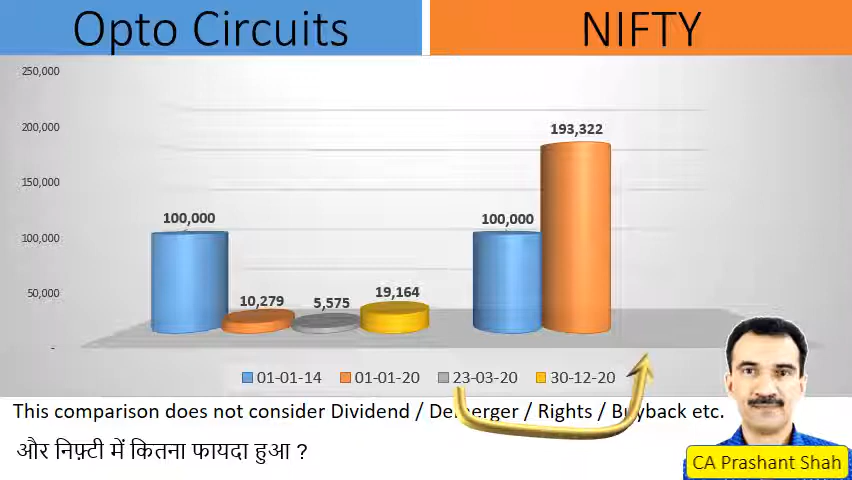 Opto Circuits
NIFTY
250,000
200,000
150,000
100,000
50,000
-
100,000
10,279
5,575
19,164
100,000
193,322
01-01-14 01-01-20 23-03-20 30-12-20
This comparison does not consider Dividend / Demerger / Rights / Buyback etc.
और निफ़्टी में कितना फायदा हुआ ?
CA Prashant Shah